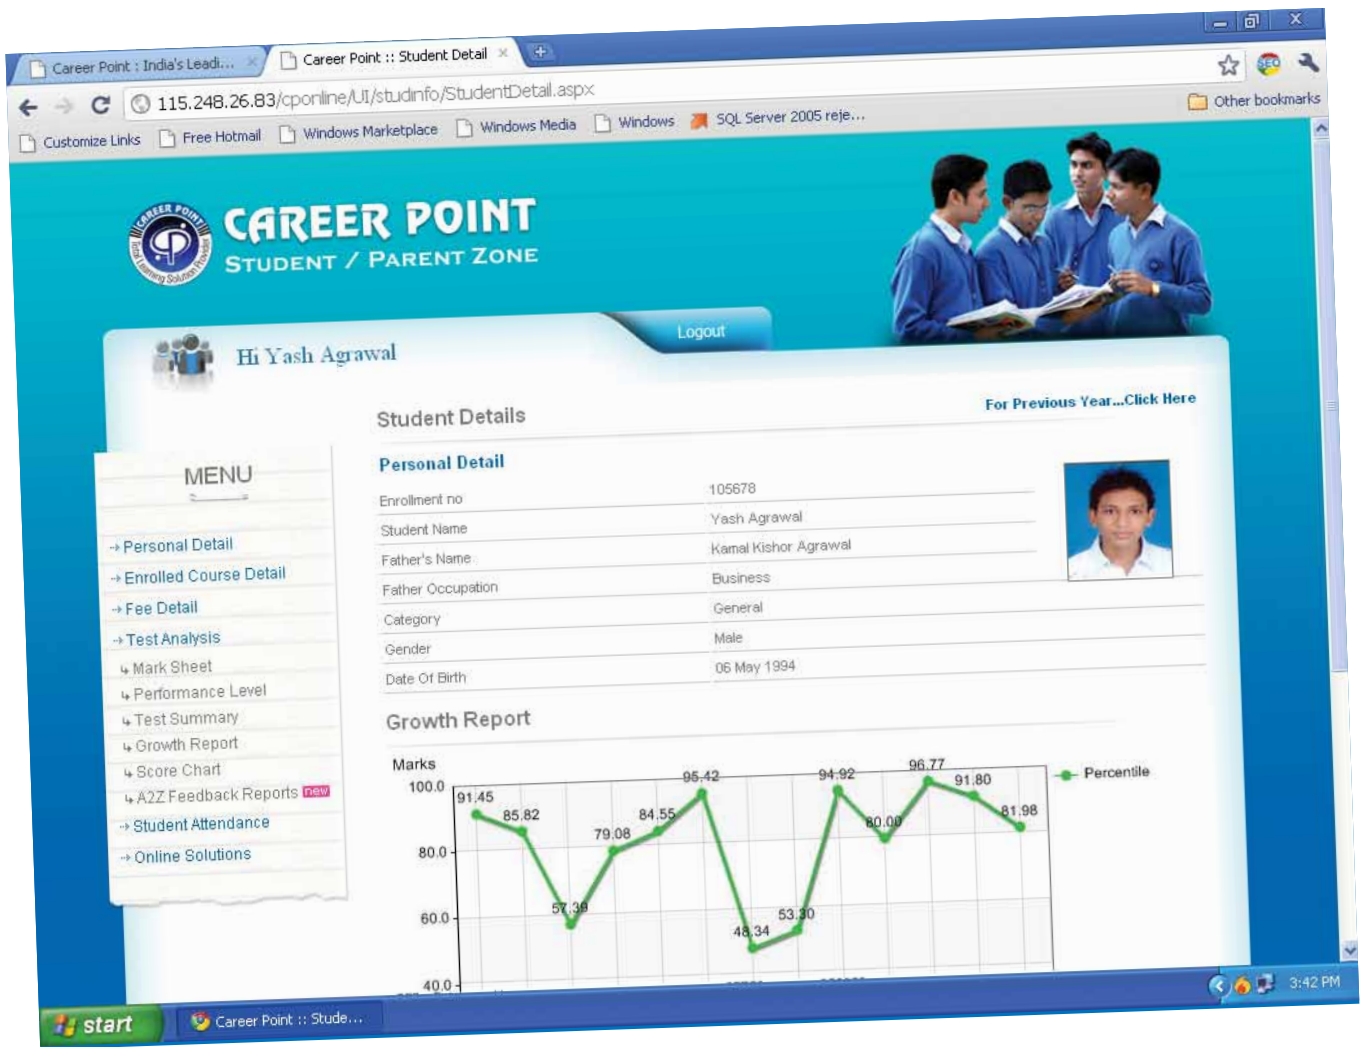 Career Point : India's Leadi...
Career Point :: Student Detail
115.248.26.83/cponline/UI/studinfo/StudentDetail.aspx
SEO
Customize Links
Free Hotmail
Windows Marketplace
Windows Media
Windows
SQL Server 2005 reje...
Other bookmarks
CAREER POINT
Total Learning Solution Provider
CAREER POINT
STUDENT / PARENT ZONE
Logout
Hi Yash Agrawal
Student Details
For Previous Year...Click Here
MENU
Personal Detail
Enrolled Course Detail
Fee Detail
Test Analysis
Mark Sheet
Performance Level
Test Summary
Growth Report
Score Chart
A2Z Feedback Reports new
Student Attendance
Online Solutions
Personal Detail
Enrollment no 105678
Student Name Yash Agrawal
Father's Name Kamal Kishor Agrawal
Father Occupation Business
Category General
Gender Male
Date Of Birth 06 May 1994
Growth Report
Marks
100.0
80.0
60.0
40.0
91.45
85.82
57.39
79.08
84.55
95.42
48.34
53.30
94.92
80.00
96.77
91.80
81.98
Percentile
start
Career Point :: Stude...
3:42 PM